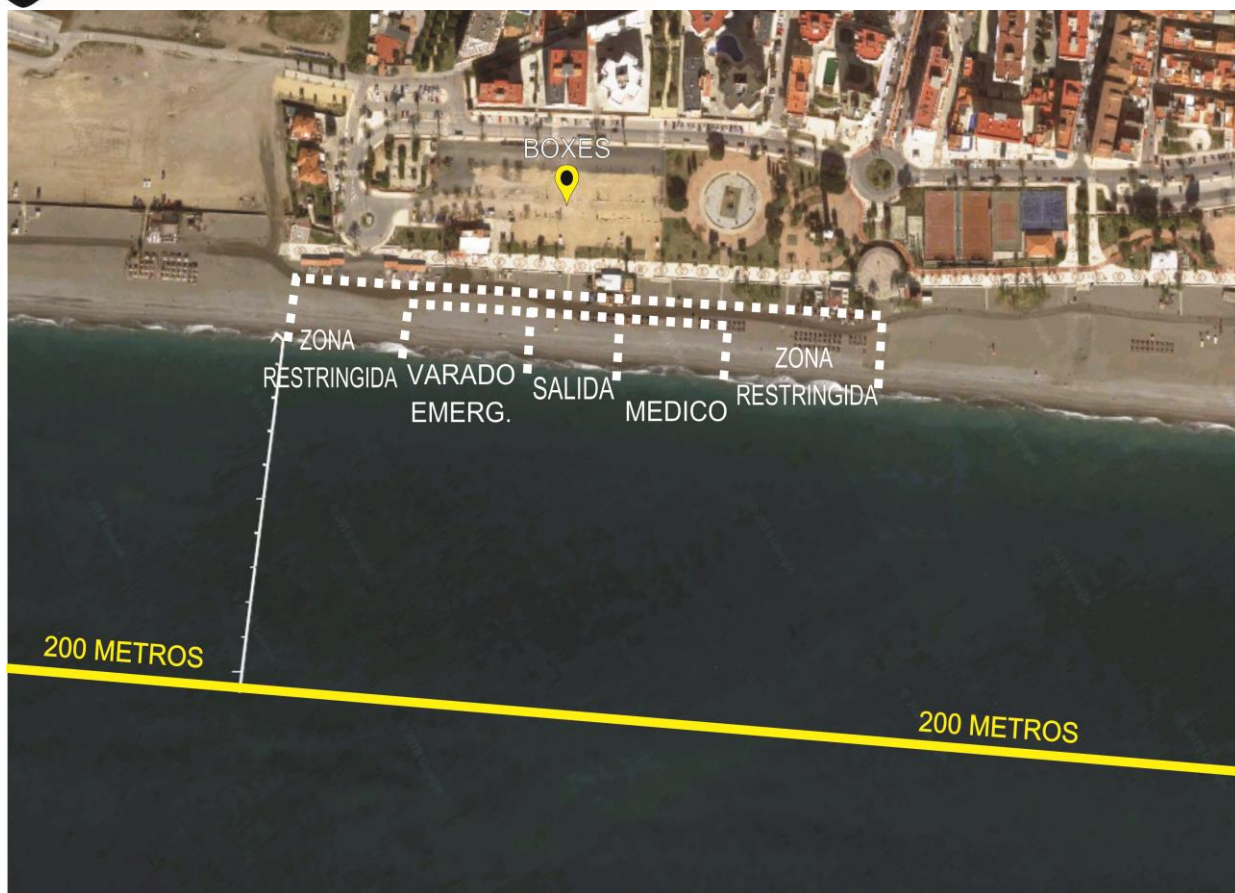 BOXES
ZONA
RESTRINGIDA
VARADO
EMERG.
SALIDA
MEDICO
ZONA
RESTRINGIDA
200 METROS
200 METROS